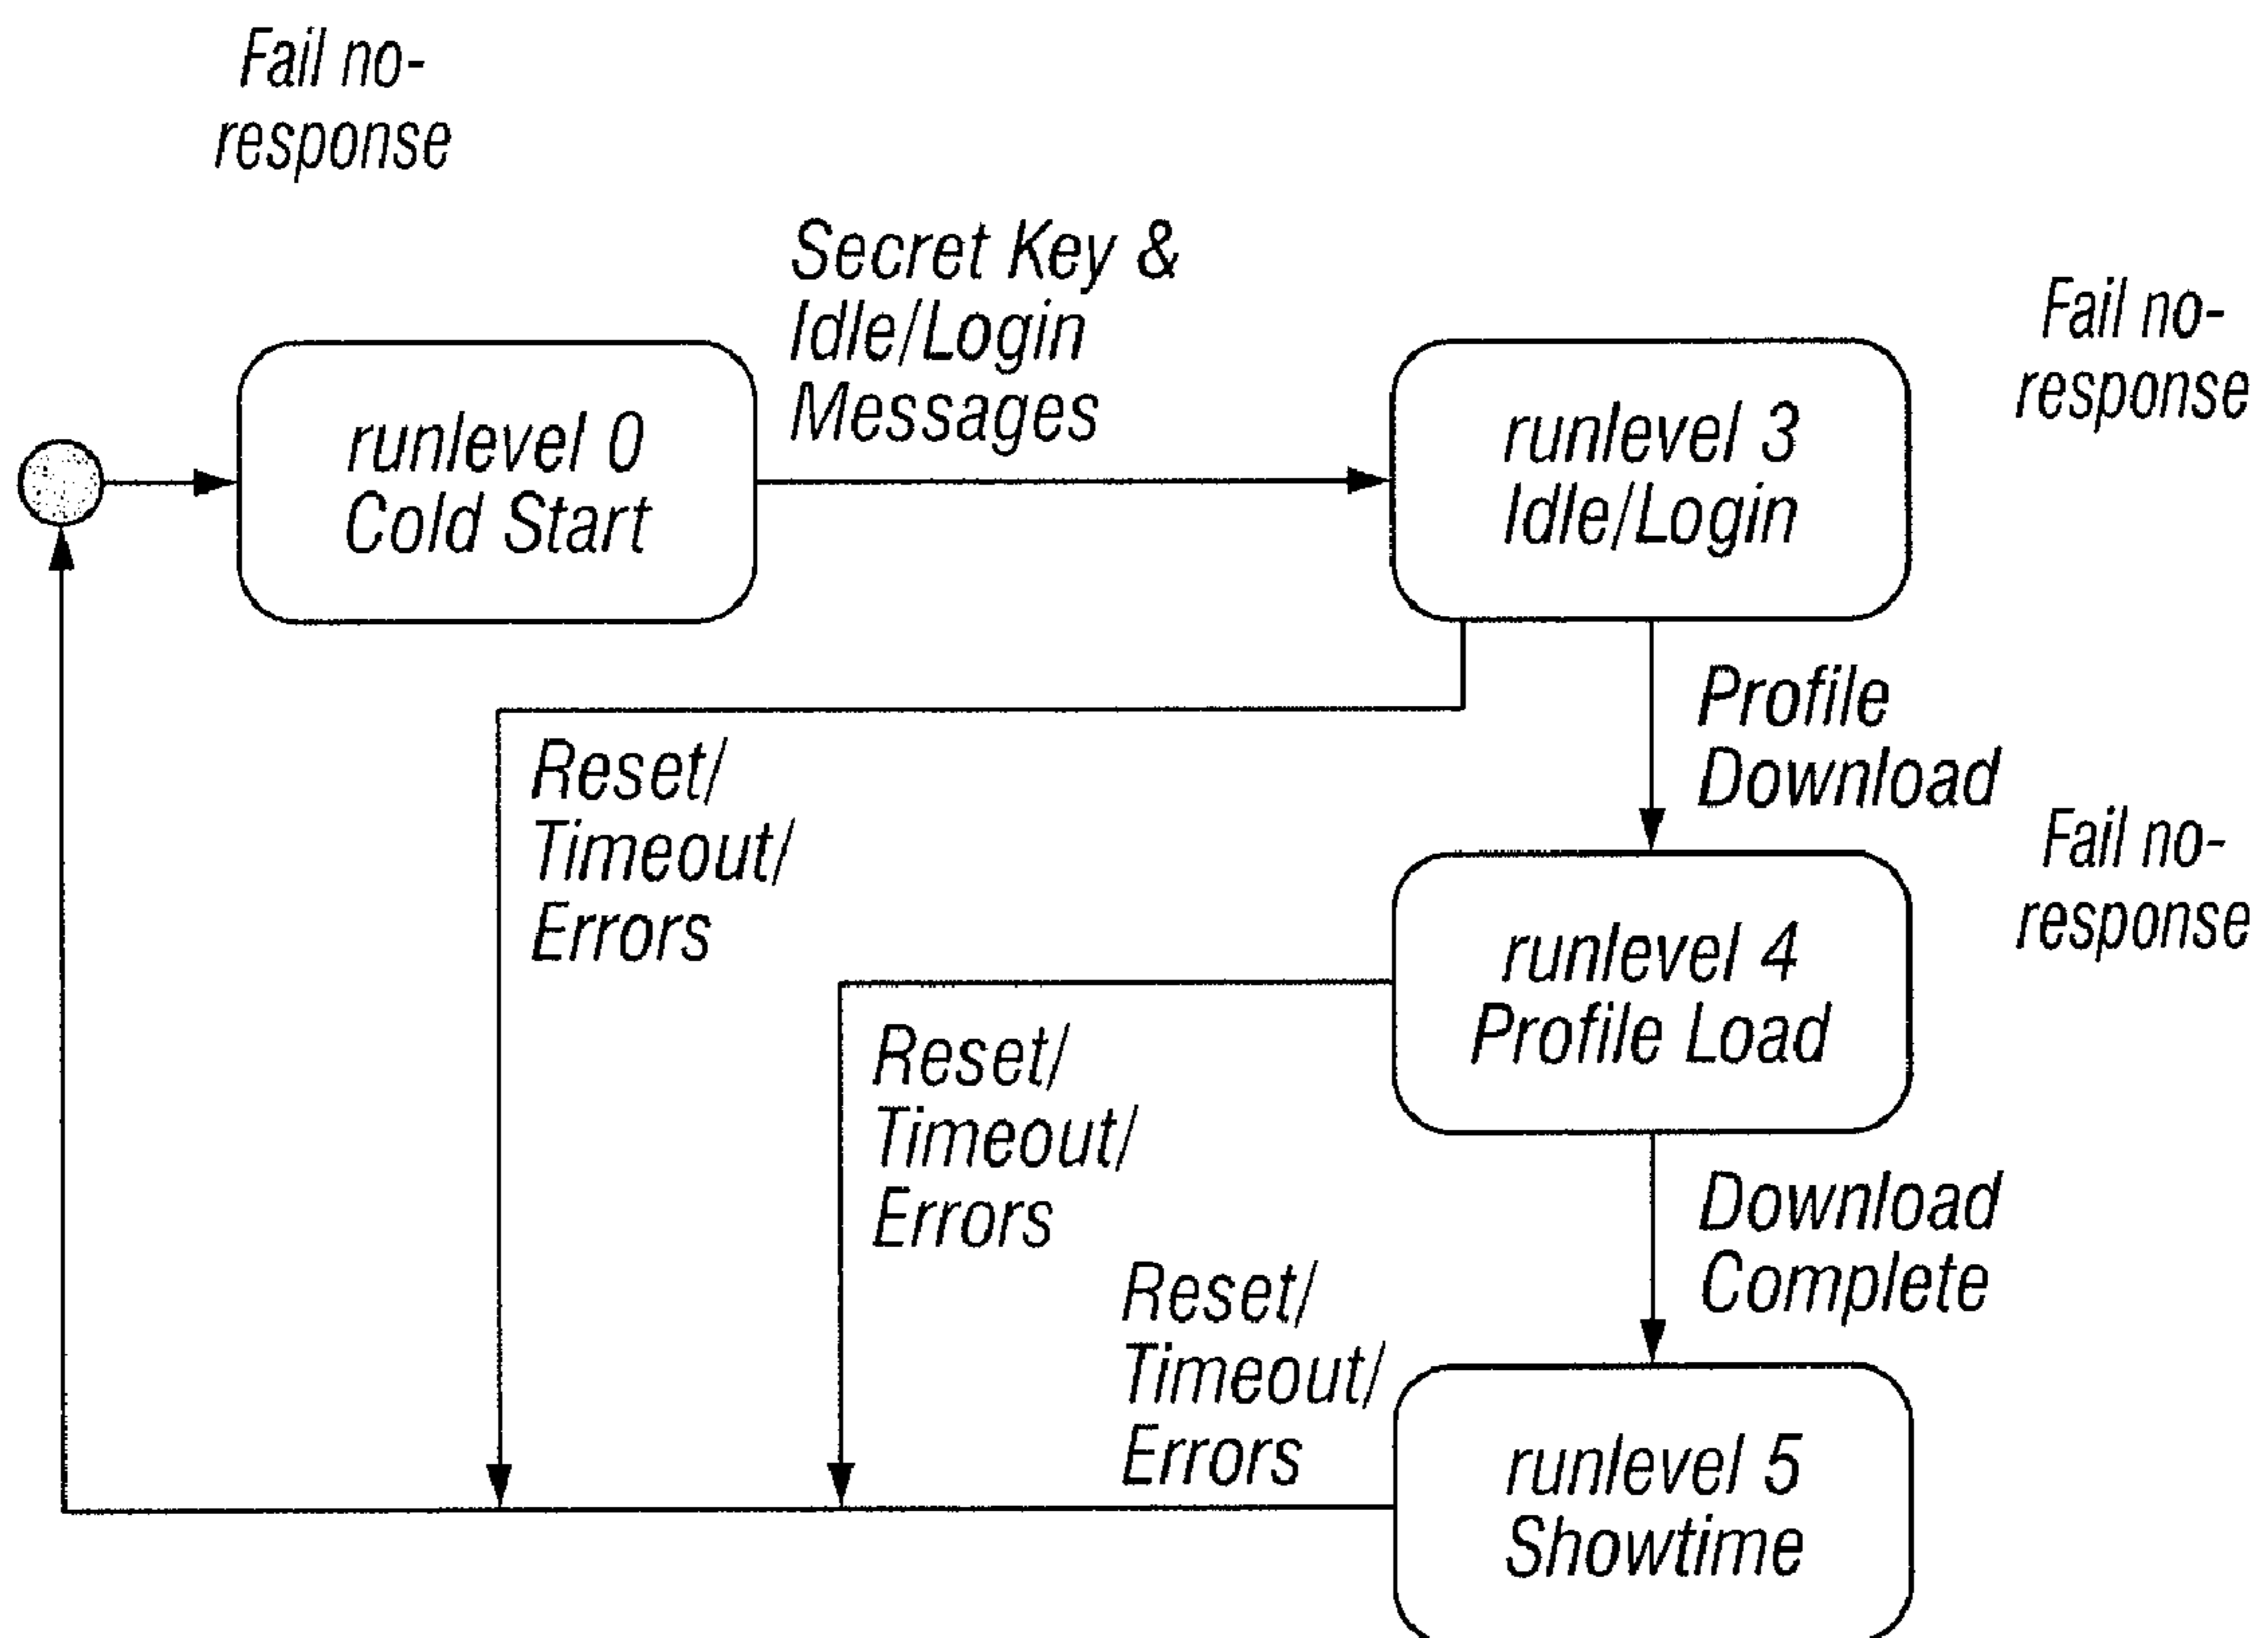 Fail no-
response
Secret Key &
Idle/Login
Messages
runlevel 0
Cold Start
runlevel 3
Idle/Login
Fail no-
response
Profile
Download
Reset/
Timeout/
Errors
Fail no-
response
runlevel 4
Profile Load
Reset/
Timeout/
Errors
Download
Complete
Reset/
Timeout/
Errors
runlevel 5
Showtime